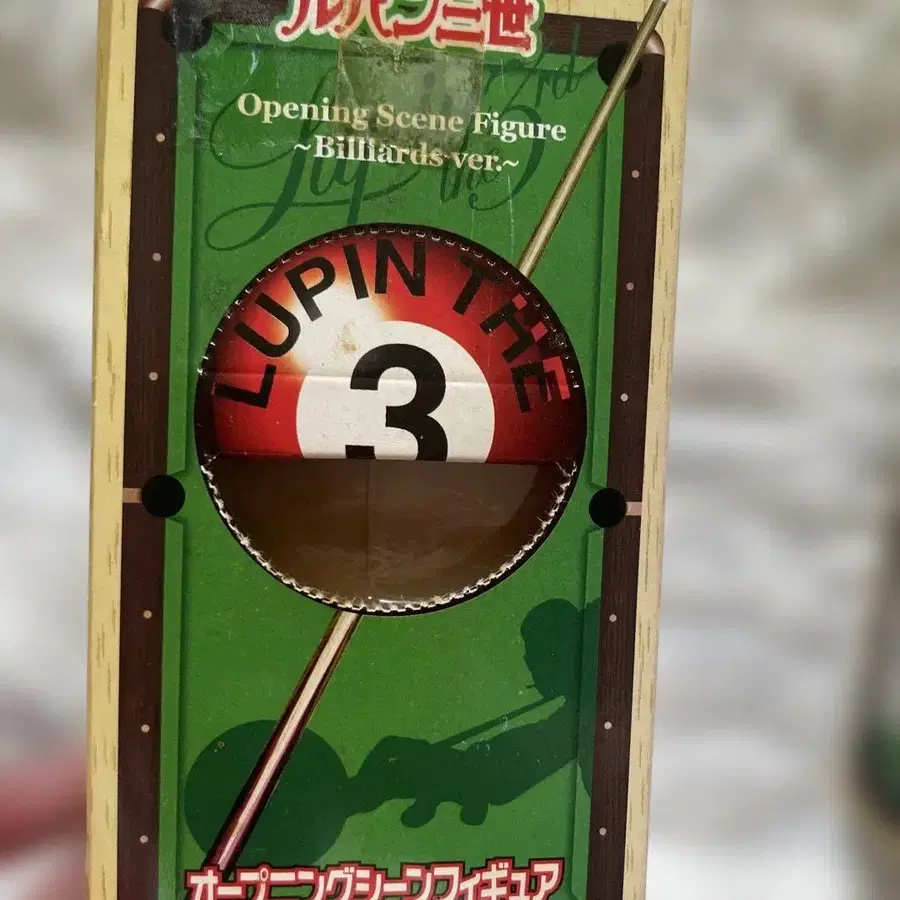 ルパン三世
Lupin the 3rd
Opening Scene Figure
~Billiards ver.~
LUPIN THE
3
オープニングシーンフィギュア